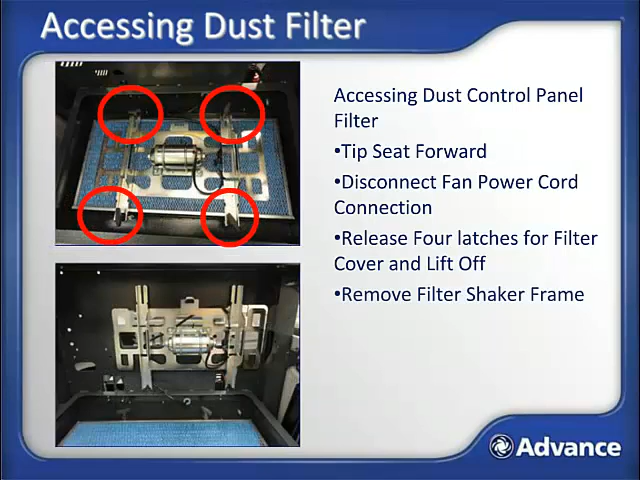 Accessing Dust Filter
Accessing Dust Control Panel
Filter
•Tip Seat Forward
•Disconnect Fan Power Cord
Connection
•Release Four latches for Filter
Cover and Lift Off
•Remove Filter Shaker Frame
Advance